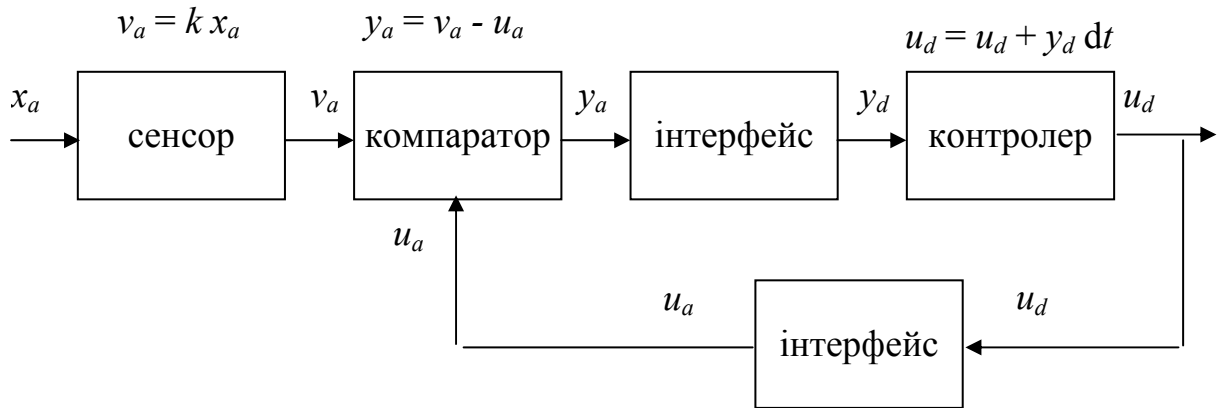 vₐ = k xₐ
yₐ = vₐ - uₐ
u_d = u_d + y_d dt
xₐ
сенсор
vₐ
компаратор
yₐ
інтерфейс
y_d
контролер
u_d
uₐ
uₐ
інтерфейс
u_d